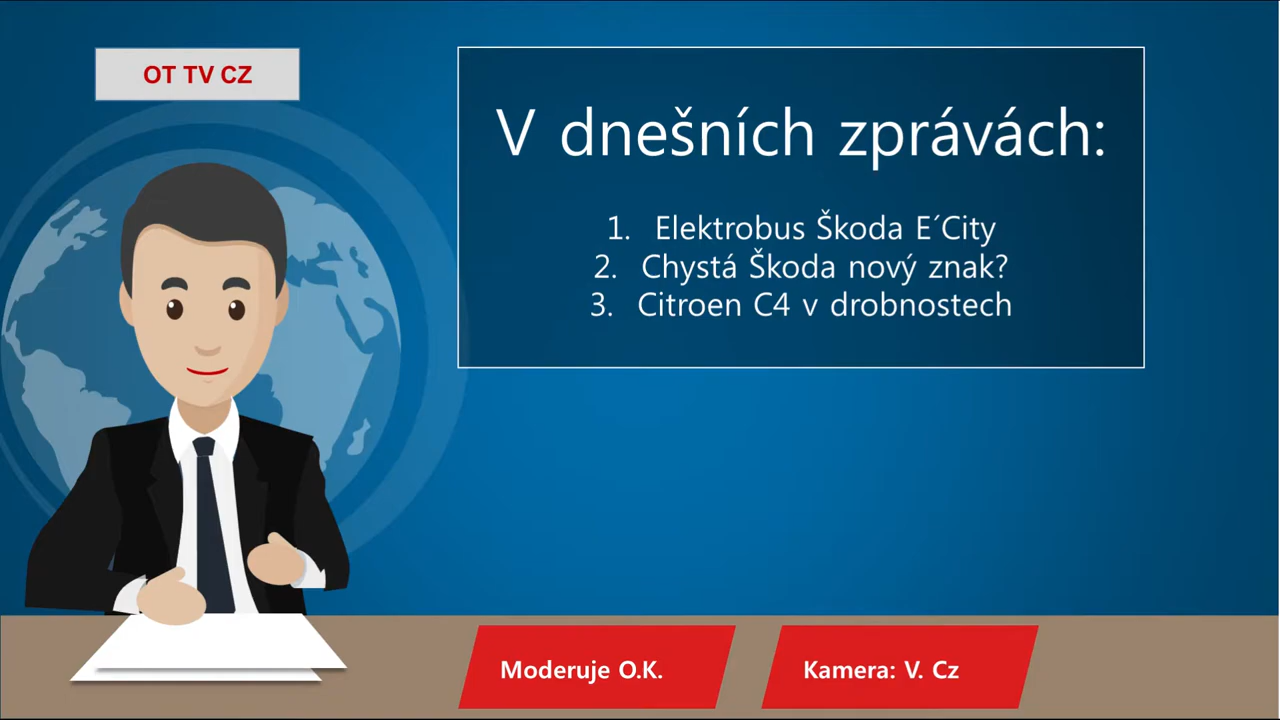 OT TV CZ
V dnešních zprávách:
1. Elektrobus Škoda E´City
2. Chystá Škoda nový znak?
3. Citroen C4 v drobnostech
Moderuje O.K.
Kamera: V. Cz